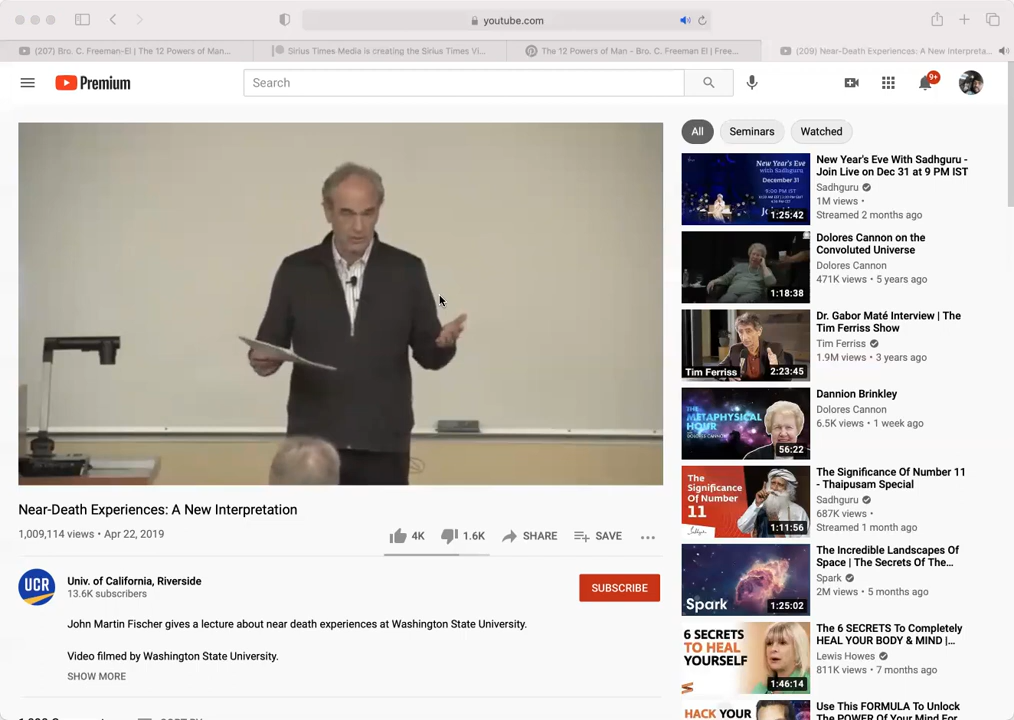 youtube.com
(207) Bro. C. Freeman-El | The 12 Powers of Man...
Sirius Times Media is creating the Sirius Times Vi...
The 12 Powers of Man - Bro. C. Freeman El | Free...
(209) Near-Death Experiences: A New Interpreta...
Premium
Search
9+
All
Seminars
Watched
New Year's Eve
with Sadhguru
December 31
9:00 PM IST
1:25:42
New Year's Eve With Sadhguru -
Join Live on Dec 31 at 9 PM IST
Sadhguru
1M views •
Streamed 2 months ago
1:18:38
Dolores Cannon on the
Convoluted Universe
Dolores Cannon
471K views • 5 years ago
Tim Ferriss
2:23:45
Dr. Gabor Maté Interview | The
Tim Ferriss Show
Tim Ferriss
1.9M views • 3 years ago
THE
METAPHYSICAL
HOUR
56:22
Dannion Brinkley
Dolores Cannon
6.5K views • 1 week ago
The
Significance
Of Number
11
1:11:56
The Significance Of Number 11
- Thaipusam Special
Sadhguru
687K views •
Streamed 1 month ago
Spark
1:25:02
The Incredible Landscapes Of
Space | The Secrets Of The...
Spark
2M views • 5 months ago
6 SECRETS
TO HEAL
YOURSELF
1:46:14
The 6 SECRETS To Completely
HEAL YOUR BODY & MIND |...
Lewis Howes
811K views • 7 months ago
HACK YOUR
Use This FORMULA To Unlock
The POWER Of Your Mind For
Near-Death Experiences: A New Interpretation
1,009,114 views • Apr 22, 2019
4K
1.6K
SHARE
SAVE
UCR
Univ. of California, Riverside
13.6K subscribers
SUBSCRIBE
John Martin Fischer gives a lecture about near death experiences at Washington State University.
Video filmed by Washington State University.
SHOW MORE